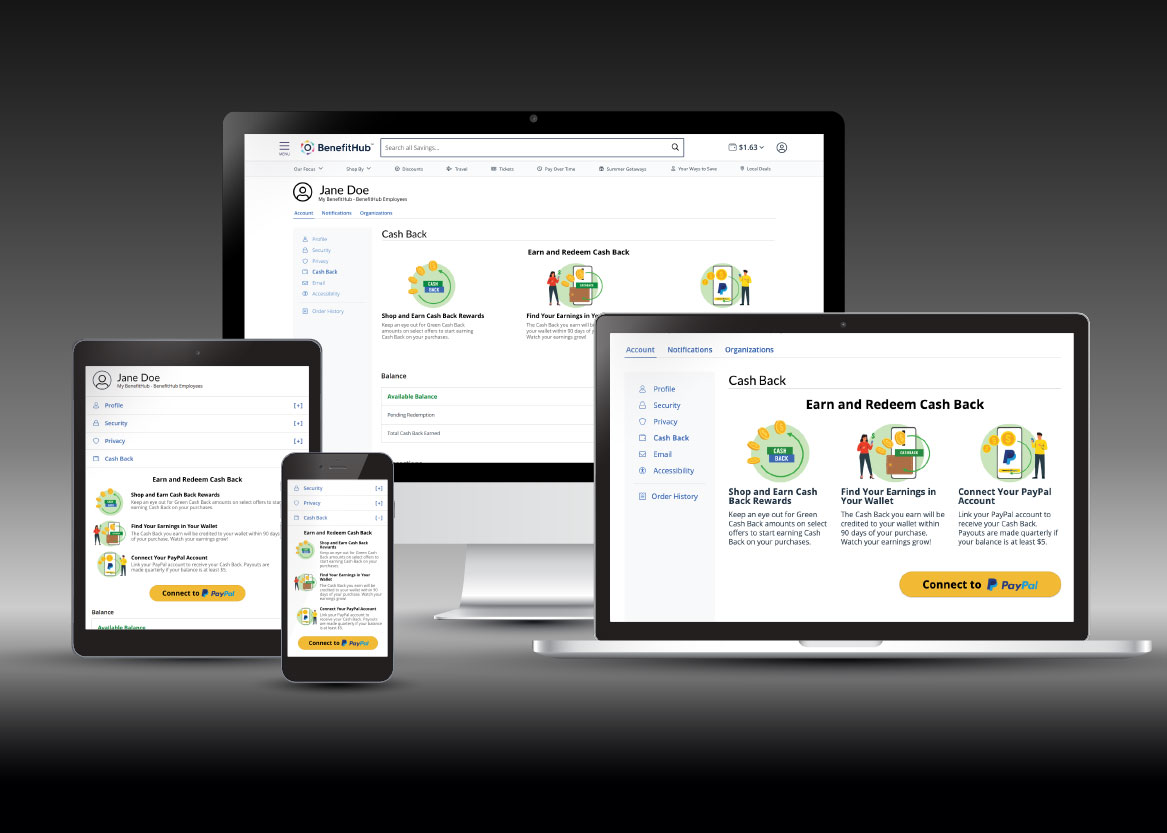 MENU
BenefitHub™
Search all Savings...
$1.63
Our Focus
Shop By
Discounts
Travel
Tickets
Pay Over Time
Summer Getaways
Your Ways to Save
Local Deals
Jane Doe
My BenefitHub - BenefitHub Employees
Account Notifications Organizations
Profile
Security
Privacy
Cash Back
Email
Accessibility
Order History
Cash Back
Earn and Redeem Cash Back
CASH
BACK
CASHBACK
Shop and Earn Cash Back Rewards
Keep an eye out for Green Cash Back
amounts on select offers to start earning
Cash Back on your purchases.
Find Your Earnings in Your
The Cash Back you earn will be
your wallet within 90 days of
Watch your earnings grow!
Balance
Available Balance
Pending Redemption
Total Cash Back Earned
Jane Doe
My BenefitHub - BenefitHub Employees
Profile [+]
Security [+]
Privacy [+]
Cash Back
Earn and Redeem Cash Back
Shop and Earn Cash Back Rewards
Keep an eye out for Green Cash Back amounts on select offers to start
earning Cash Back on your purchases.
Find Your Earnings in Your Wallet
The Cash Back you earn will be credited to your wallet within 90 days
of your purchase. Watch your earnings grow!
Connect Your PayPal Account
Link your PayPal account to receive your Cash Back. Payouts are
made quarterly if your balance is at least $5.
Connect to PayPal
Balance
Available Balance
Security [+]
Privacy [+]
Cash Back [-]
Earn and Redeem Cash Back
Shop and Earn Cash Back
Rewards
Keep an eye out for Green Cash
Back amounts on select offers to
start earning Cash Back on your
purchases.
Find Your Earnings in Your
Wallet
The Cash Back you earn will be
credited to your wallet within 90
days of your purchase. Watch your
earnings grow!
Connect Your PayPal Account
Link your PayPal account to
receive your Cash Back. Payouts
are made quarterly if your balance
is at least $5.
Connect to PayPal
Account Notifications Organizations
Profile
Security
Privacy
Cash Back
Email
Accessibility
Order History
Cash Back
Earn and Redeem Cash Back
CASH
BACK
CASHBACK
Shop and Earn Cash
Back Rewards
Keep an eye out for Green
Cash Back amounts on select
offers to start earning Cash
Back on your purchases.
Find Your Earnings in
Your Wallet
The Cash Back you earn will be
credited to your wallet within
90 days of your purchase.
Watch your earnings grow!
Connect Your PayPal
Account
Link your PayPal account to
receive your Cash Back.
Payouts are made quarterly if
your balance is at least $5.
Connect to PayPal